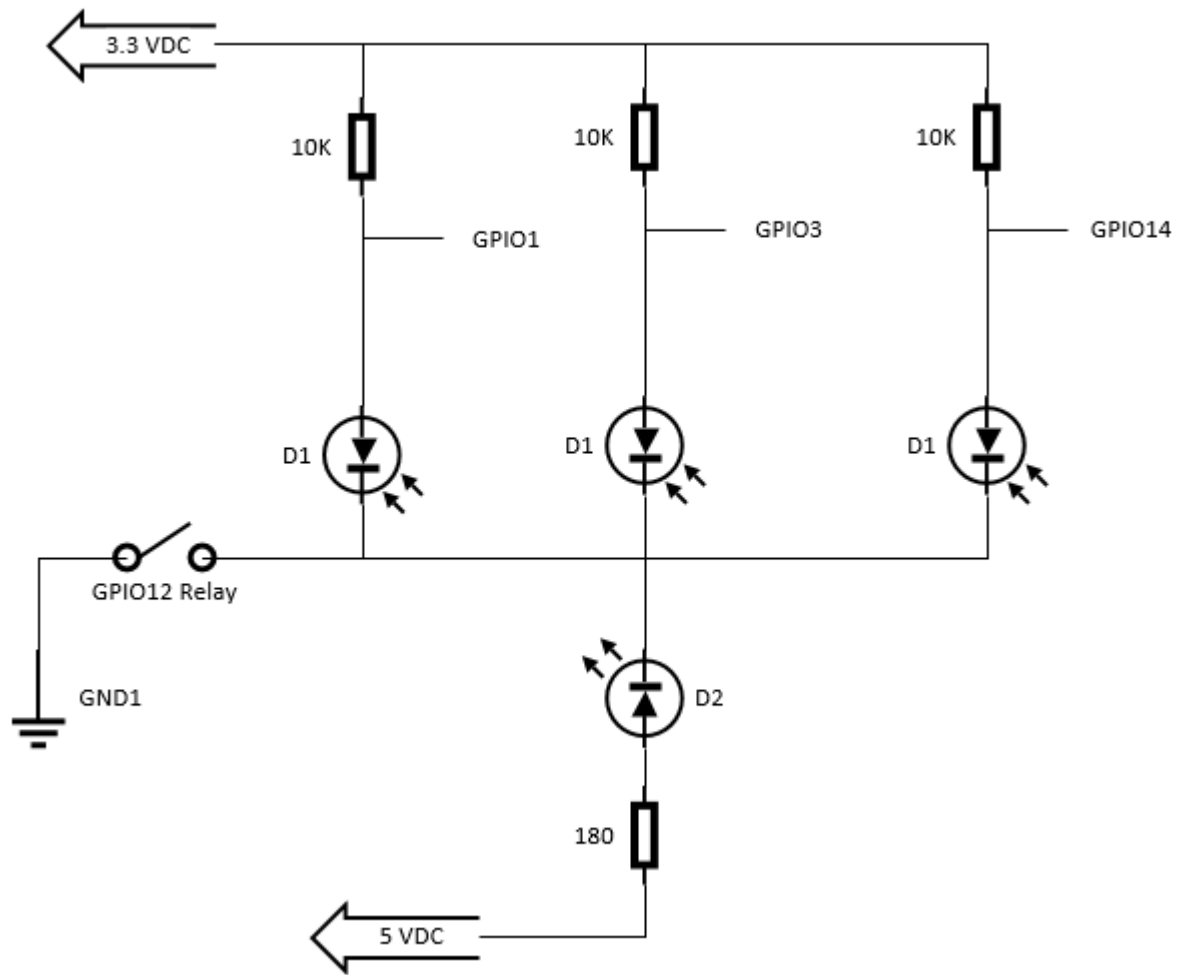 3.3 VDC
10K
10K
10K
GPIO1
GPIO3
GPIO14
D1
D1
D1
GPIO12 Relay
GND1
D2
180
5 VDC